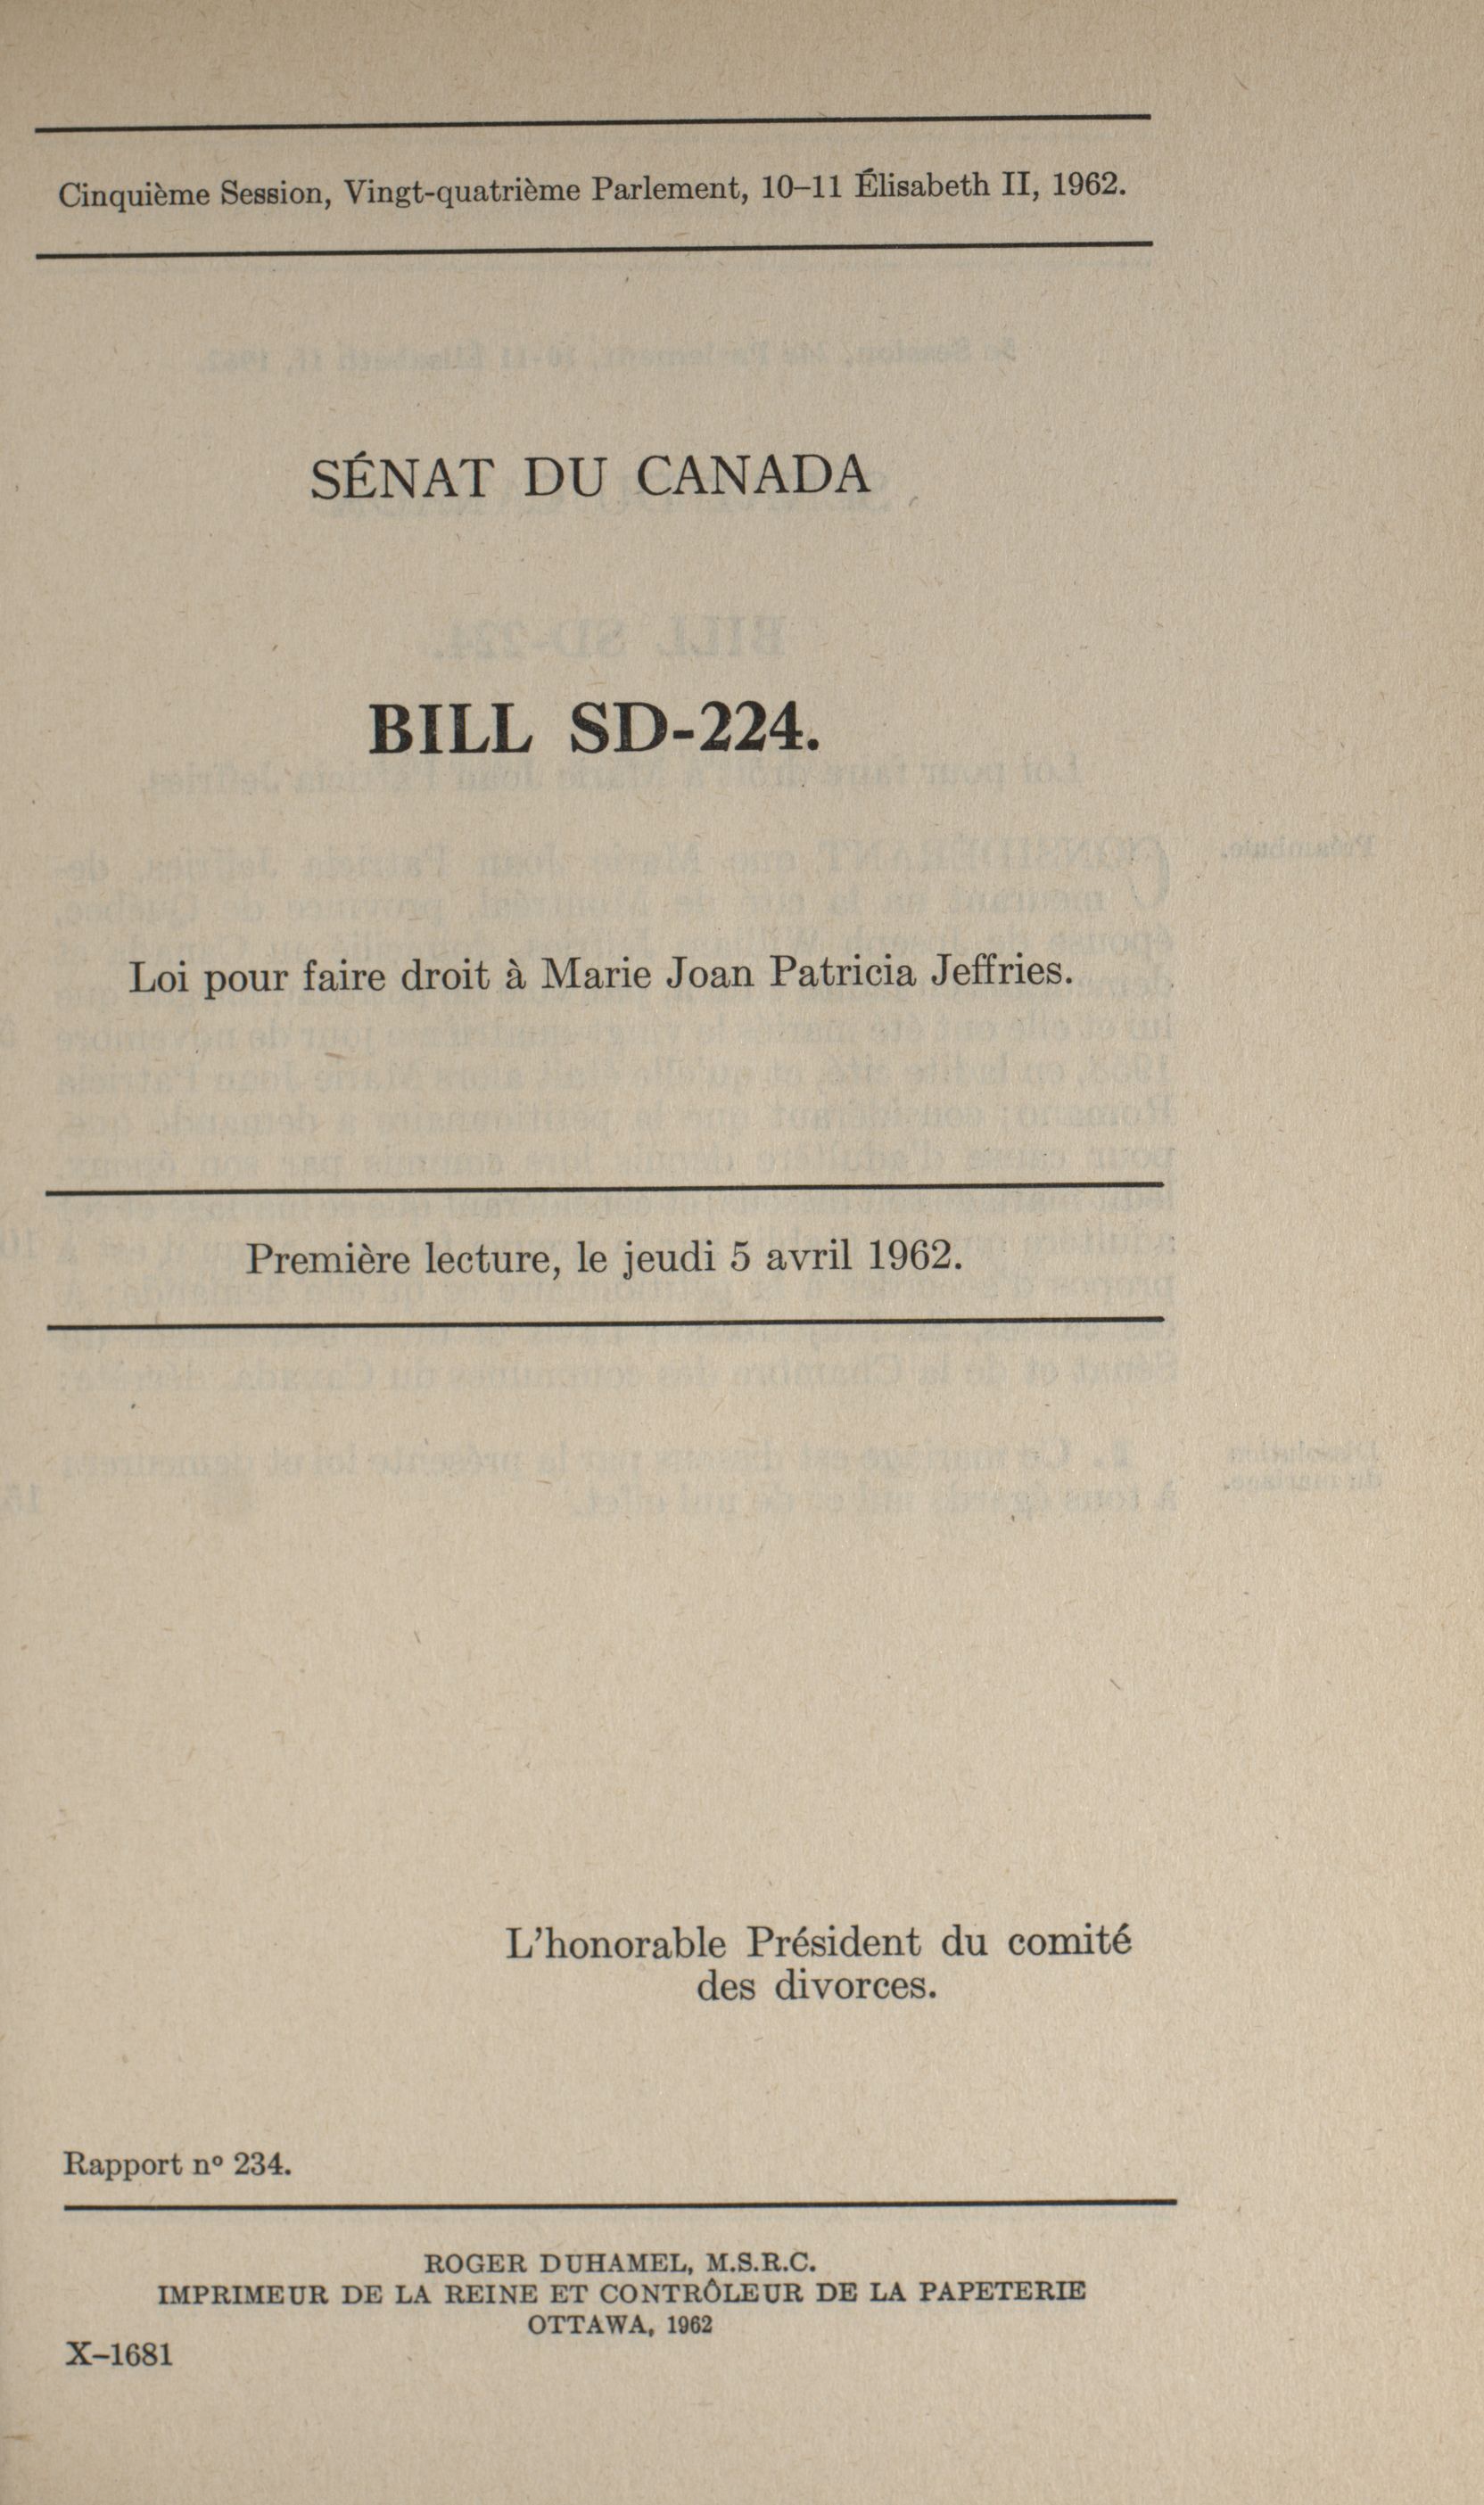 Cinquième Session, Vingt-quatrième Parlement, 10–11 Élisabeth II, 1962.
SÉNAT DU CANADA
BILL SD-224.
Loi pour faire droit à Marie Joan Patricia Jeffries.
Première lecture, le jeudi 5 avril 1962.
L'honorable Président du comité
des divorces.
Rapport nº 234.
ROGER DUHAMEL, M.S.R.C.
IMPRIMEUR DE LA REINE ET CONTRÔLEUR DE LA PAPETERIE
OTTAWA, 1962
X–1681